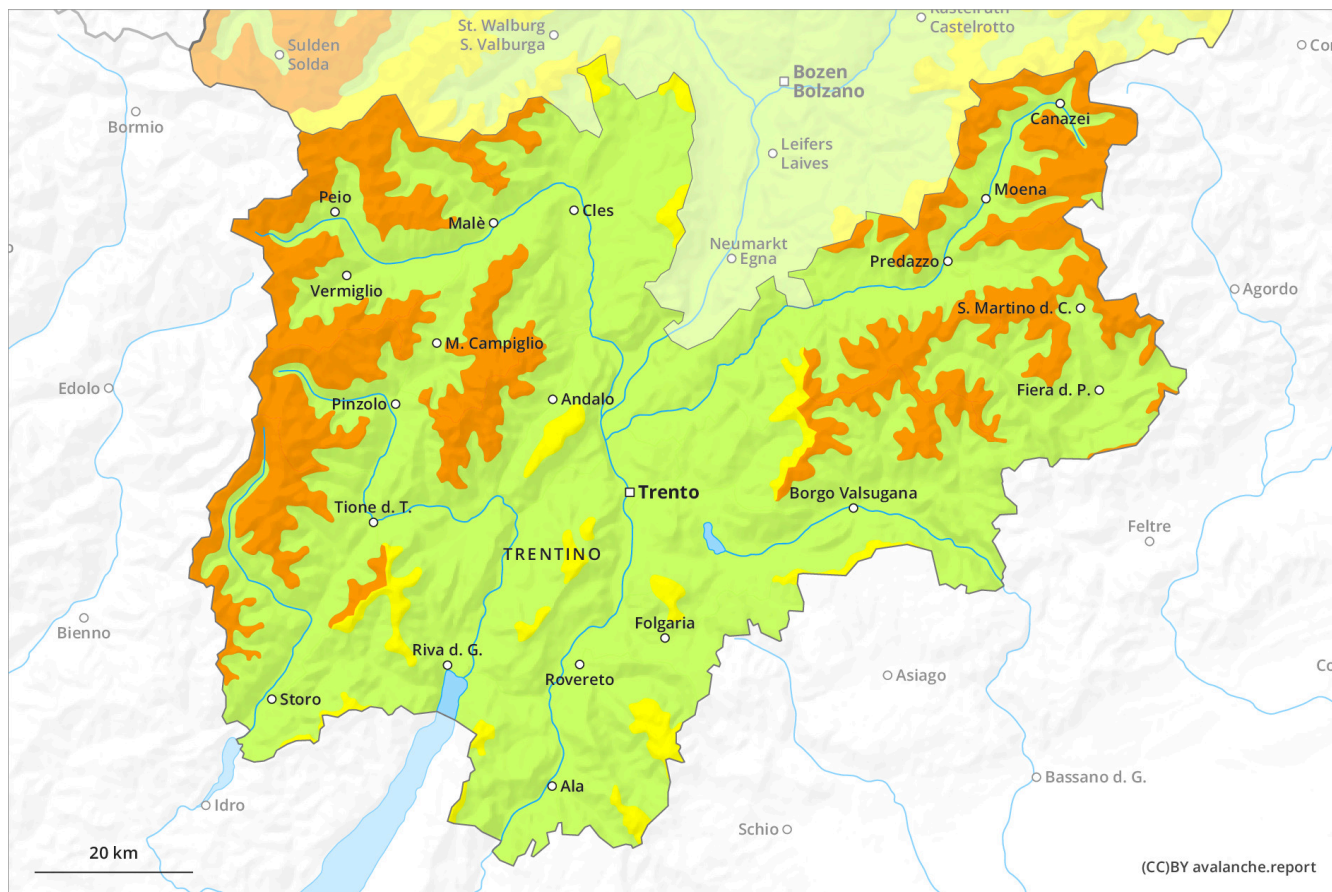 Kastelruth
Castelrotto
St. Walburg
S. Valburga
Sulden
Solda
Bozen
Bolzano
Bormio
Canazei
Leifers
Laives
Peio
Moena
Malè
Cles
Neumarkt
Egna
Predazzo
Vermiglio
Agordo
S. Martino d. C.
M. Campiglio
Edolo
Andalo
Fiera d. P.
Pinzolo
Trento
Borgo Valsugana
Tione d. T.
Feltre
TRENTINO
Bienno
Folgaria
Riva d. G.
Rovereto
Asiago
Storo
Ala
Bassano d. G.
Idro
Schio
20 km
(CC)BY avalanche.report